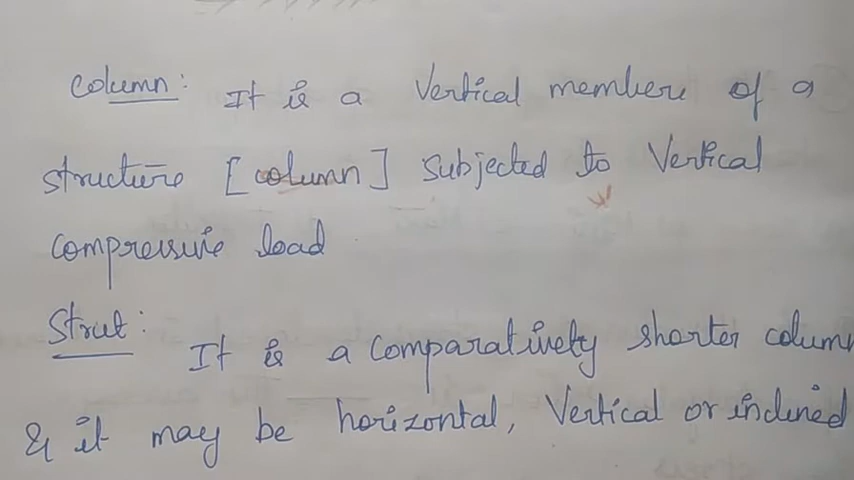 Column: It is a Vertical member of a
structure [column] subjected to Vertical
compressive load
Strut:
It is a comparatively shorter column
& it may be horizontal, Vertical or inclined